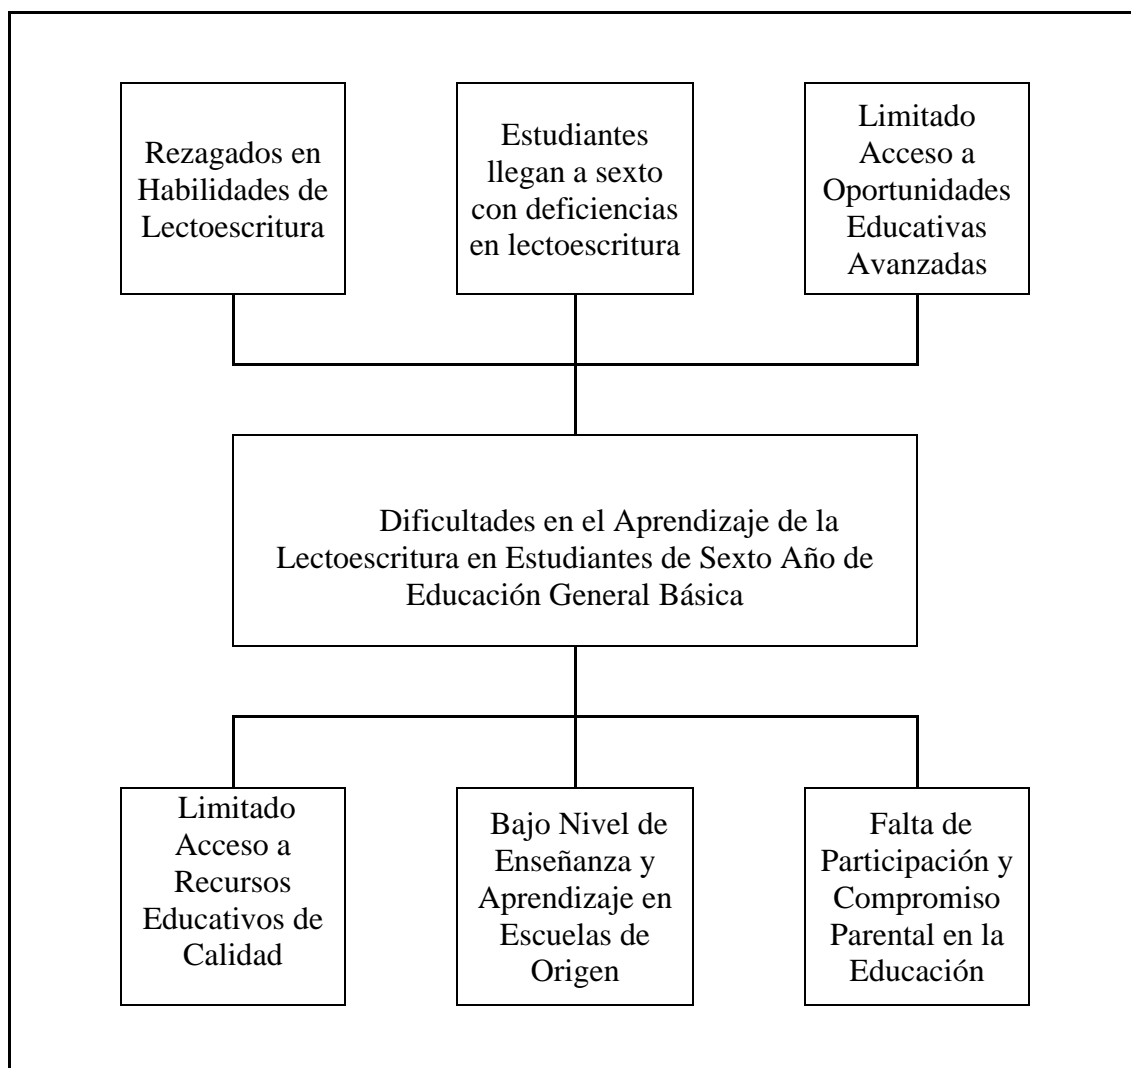 Rezagados en
Habilidades de
Lectoescritura
Estudiantes
llegan a sexto
con deficiencias
en lectoescritura
Limitado
Acceso a
Oportunidades
Educativas
Avanzadas
Dificultades en el Aprendizaje de la
Lectoescritura en Estudiantes de Sexto Año de
Educación General Básica
Limitado
Acceso a
Recursos
Educativos de
Calidad
Bajo Nivel de
Enseñanza y
Aprendizaje en
Escuelas de
Origen
Falta de
Participación y
Compromiso
Parental en la
Educación